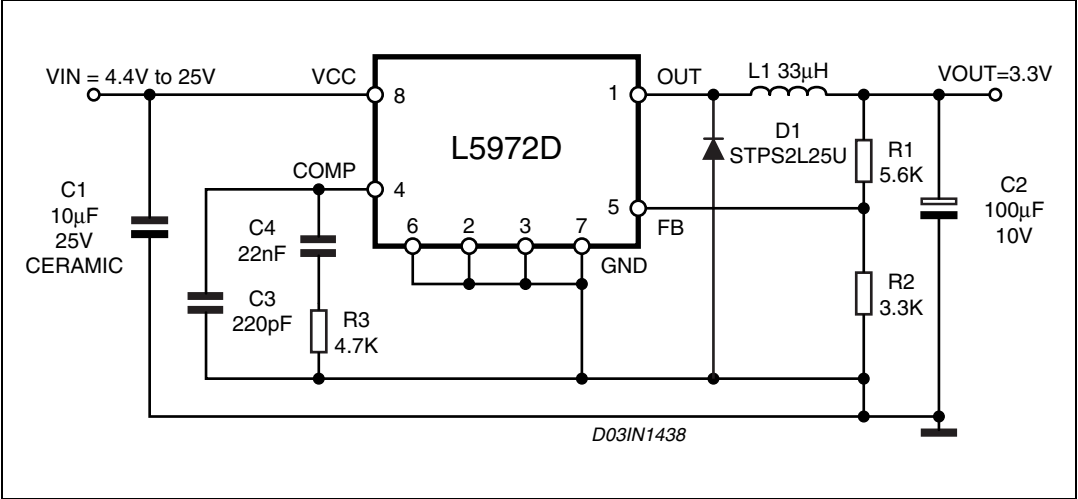 VIN = 4.4V to 25V
VCC
8
L5972D
1
OUT
L1 33µH
VOUT=3.3V
D1
STPS2L25U
R1
5.6K
COMP
4
5
FB
C1
10µF
25V
CERAMIC
C4
22nF
C3
220pF
R3
4.7K
6
2
3
7
GND
R2
3.3K
C2
100µF
10V
D03IN1438